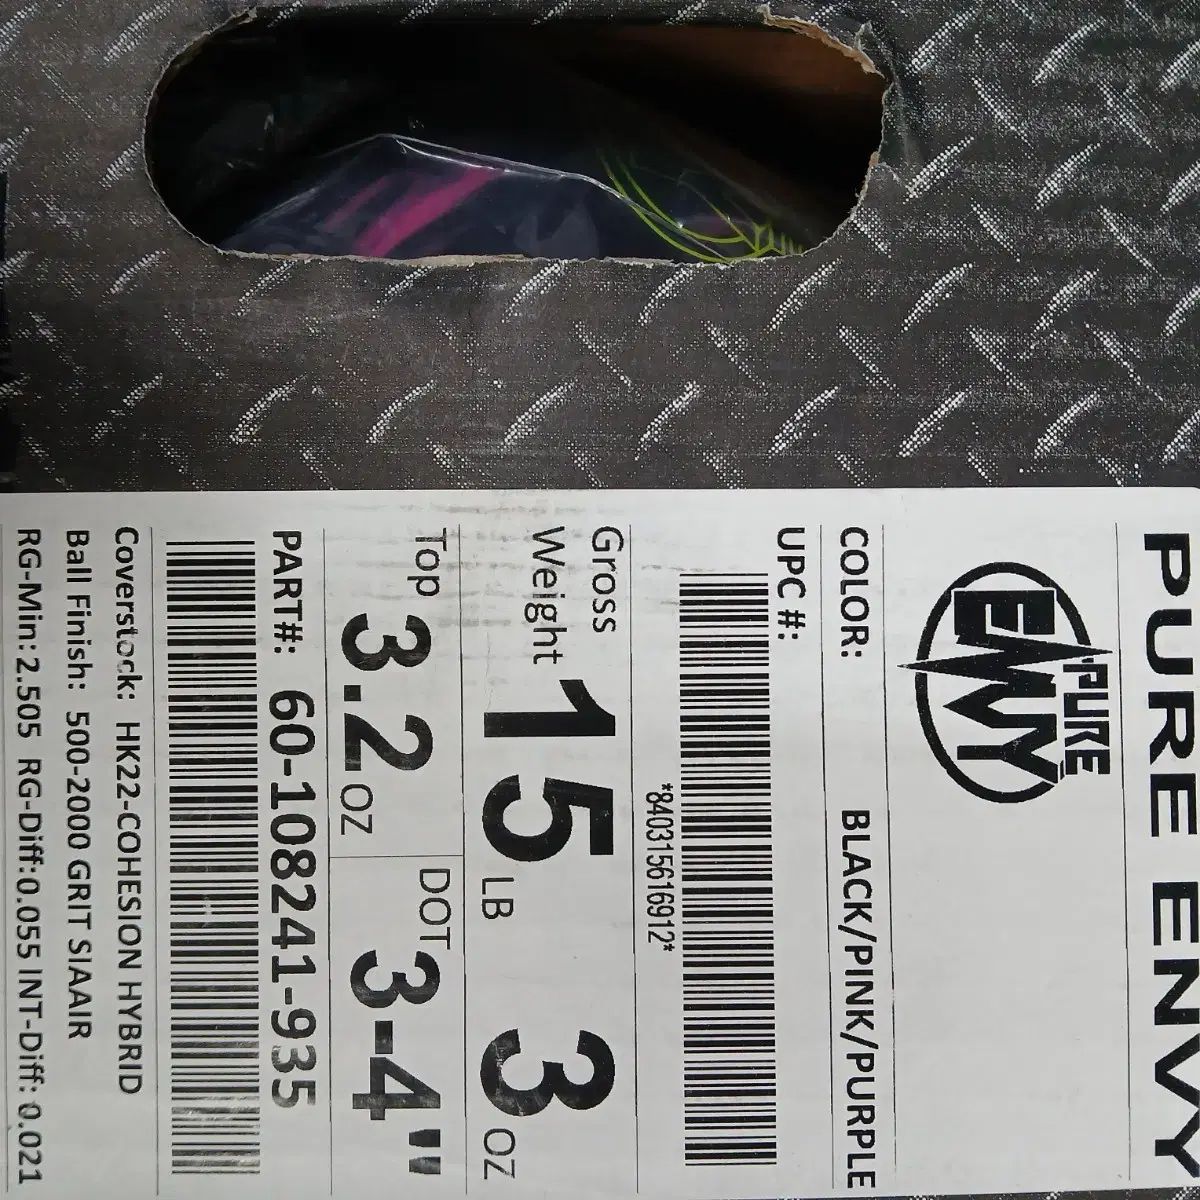 PURE ENVY
PURE
ENVY
COLOR: BLACK/PINK/PURPLE
UPC #:
*840315616912*
Gross
Weight 15 LB 3 OZ
Top 3.2 OZ DOT 3-4"
PART#: 60-108241-935
Coverstock: HK22-COHESION HYBRID
Ball Finish: 500-2000 GRIT SIAAIR
RG-Min:2.505 RG-Diff:0.055 INT-Diff: 0.021